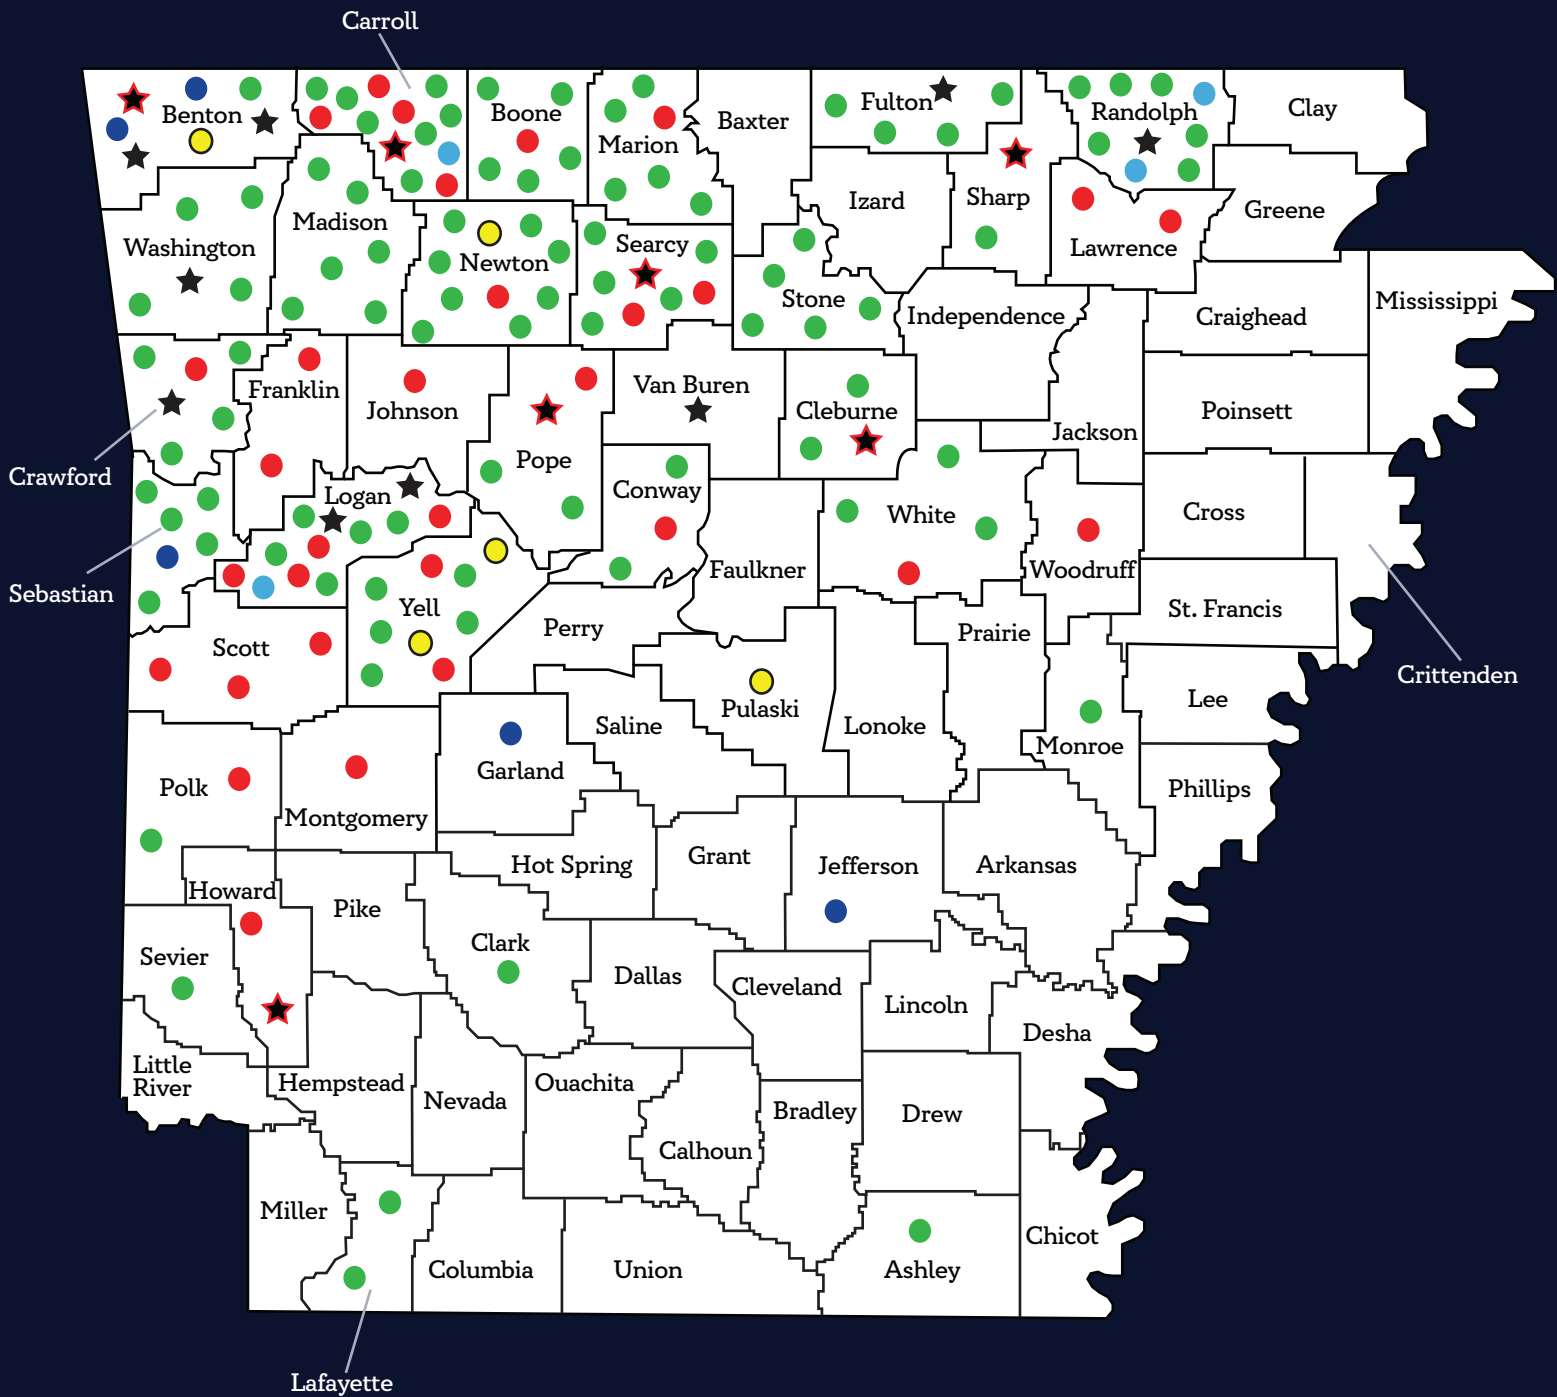 Carroll
Benton
Boone
Marion
Baxter
Fulton
Randolph
Clay
Washington
Madison
Newton
Searcy
Stone
Izard
Sharp
Lawrence
Greene
Independence
Craighead
Mississippi
Crawford
Franklin
Johnson
Pope
Van Buren
Cleburne
Jackson
Poinsett
Sebastian
Logan
Conway
White
Woodruff
Cross
Crittenden
Scott
Yell
Perry
Faulkner
Prairie
St. Francis
Polk
Montgomery
Garland
Saline
Pulaski
Lonoke
Monroe
Lee
Phillips
Howard
Pike
Hot Spring
Grant
Jefferson
Arkansas
Sevier
Clark
Dallas
Cleveland
Lincoln
Desha
Little
River
Hempstead
Nevada
Ouachita
Calhoun
Bradley
Drew
Miller
Columbia
Union
Ashley
Chicot
Lafayette